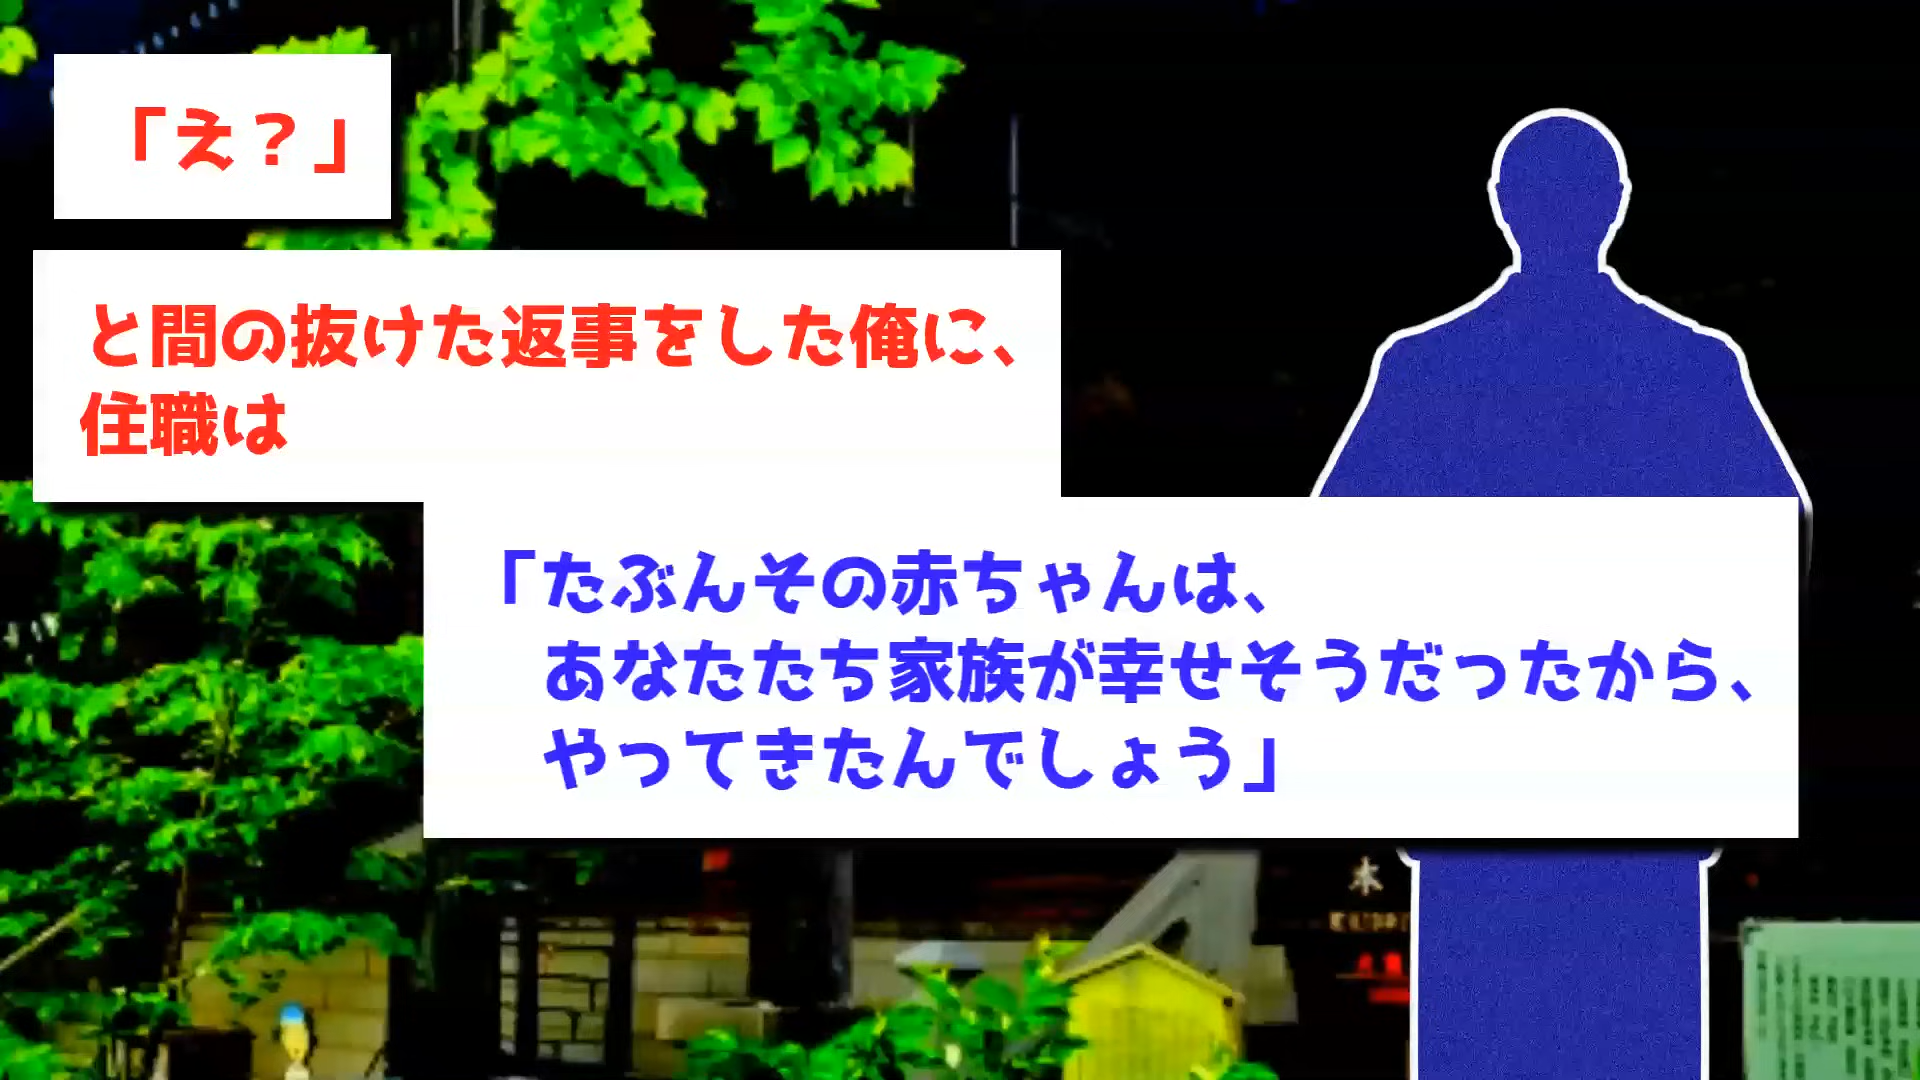 「え？」
と間の抜けた返事をした俺に、
住職は
「たぶんその赤ちゃんは、
あなたたち家族が幸せそうだったから、
やってきたんでしょう」
木